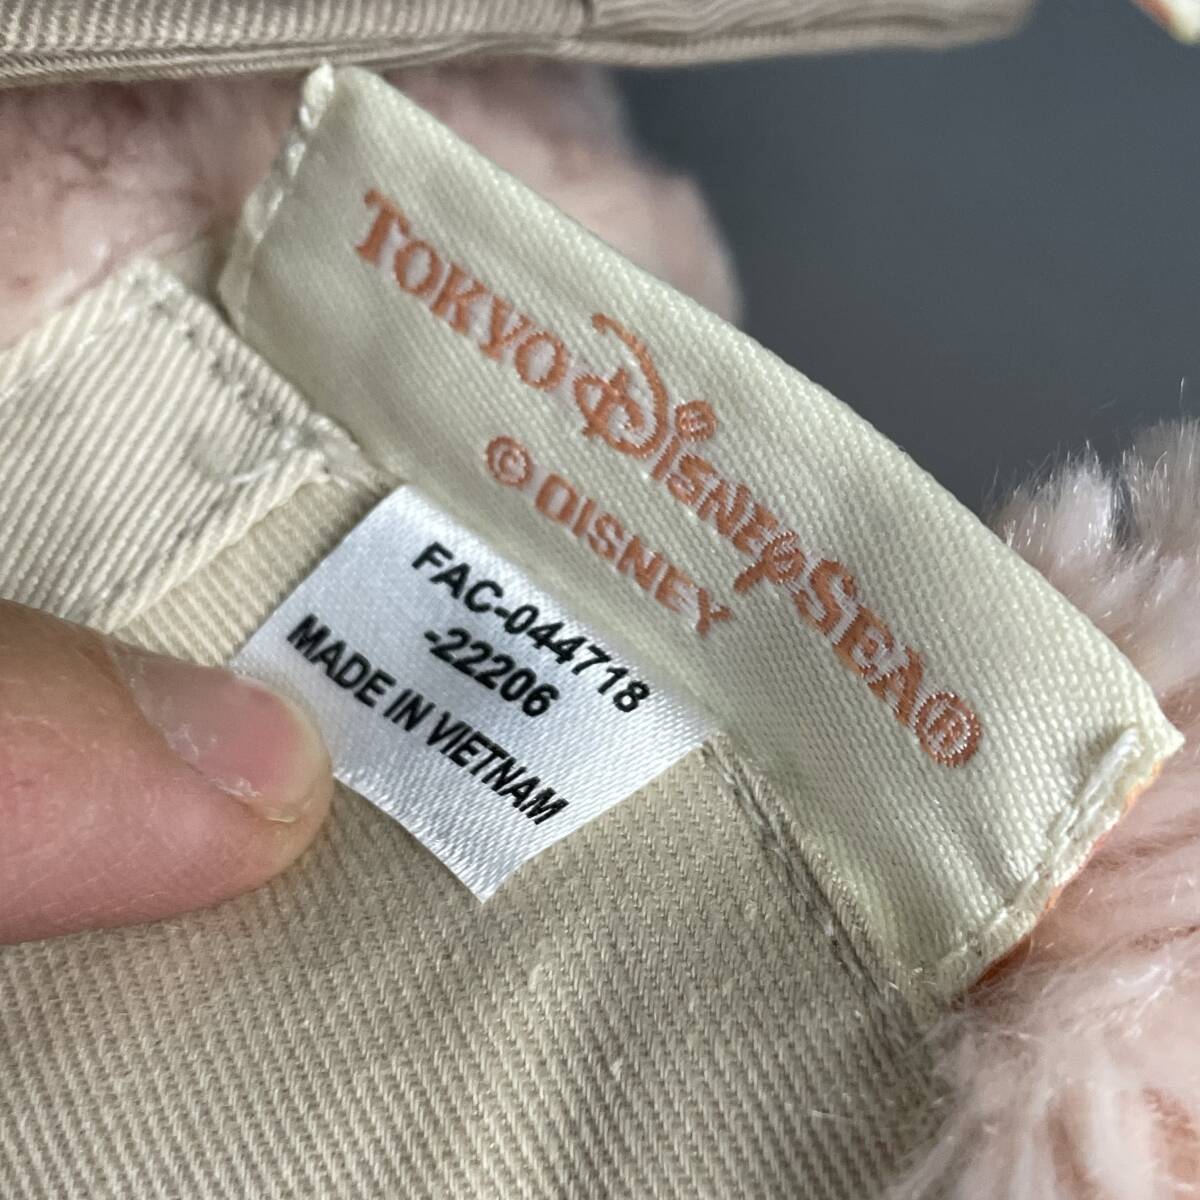 TOKYO DISNEYSEA®
© DISNEY
FAC-044718
-22206
MADE IN VIETNAM